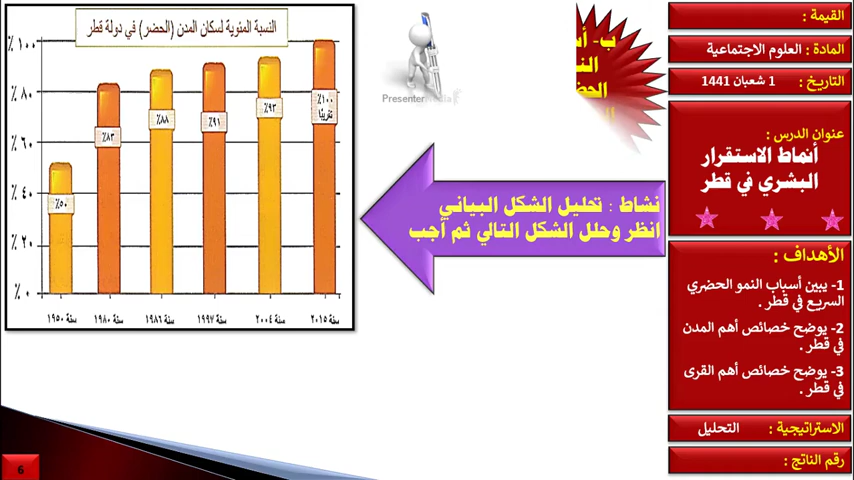 القيمة :
المادة : العلوم الاجتماعية
التاريخ : 1 شعبان 1441
عنوان الدرس :
أنماط الاستقرار
البشري في قطر
الأهداف :
1- يبين أسباب النمو الحضري
السريع في قطر .
2- يوضح خصائص أهم المدن
في قطر .
3- يوضح خصائص أهم القرى
في قطر .
الاستراتيجية : التحليل
رقم الناتج :
ب-
PresenterMedia
نشاط : تحليل الشكل البياني
انظر وحلل الشكل التالي ثم أجب
النسبة المئوية لسكان المدن (الحضر) في دولة قطر
٪١٠٠
٪٨٠
٪٦٠
٪٤٠
٪٢٠
٪٠
٪٥٠
٪٨٣
٪٨٨
٪٩١
٪٩٣
٪١٠٠
تقريبًا
سنة ١٩٥٠
سنة ١٩٨٠
سنة ١٩٨٦
سنة ١٩٩٧
سنة ٢٠٠٤
سنة ٢٠١٥
6